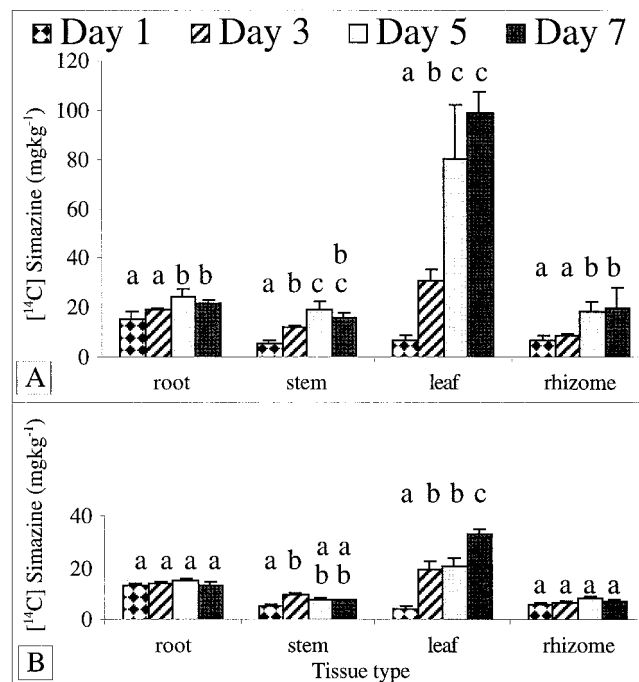 Day 1 Day 3 Day 5 Day 7
120
100
80
60
40
20
0
[¹⁴C] Simazine (mgkg⁻¹)
a b c c
b
a a b b
a b c c
a a b b
root stem leaf rhizome
A
40
20
0
[¹⁴C] Simazine (mgkg⁻¹)
a b b c
a a
a a a a
a b b b
a a a a
root stem leaf rhizome
Tissue type
B